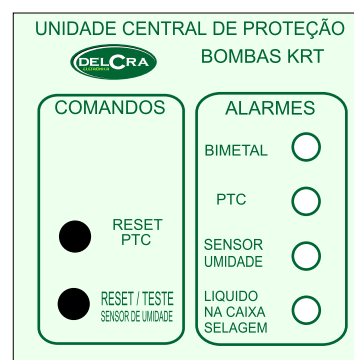 UNIDADE CENTRAL DE PROTEÇÃO
DELCRA
ELETRÔNICA
BOMBAS KRT
COMANDOS
RESET
PTC
RESET / TESTE
SENSOR DE UMIDADE
ALARMES
BIMETAL
PTC
SENSOR
UMIDADE
LIQUIDO
NA CAIXA
SELAGEM